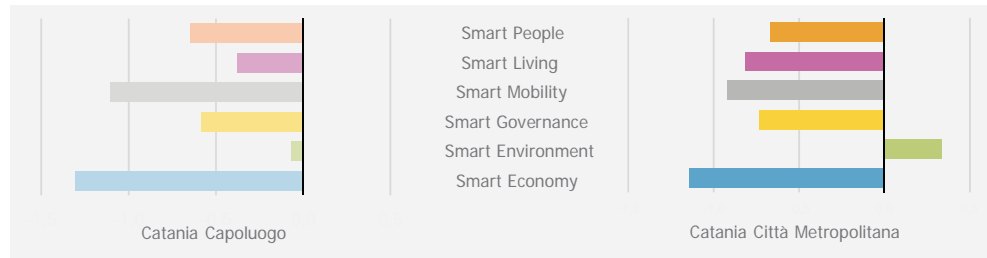 Smart People
Smart Living
Smart Mobility
Smart Governance
Smart Environment
Smart Economy
Catania Capoluogo
Catania Città Metropolitana